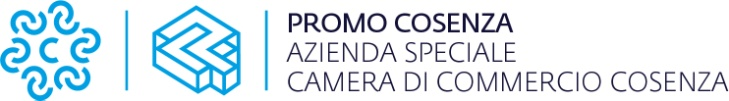 PROMO COSENZA
AZIENDA SPECIALE
CAMERA DI COMMERCIO COSENZA